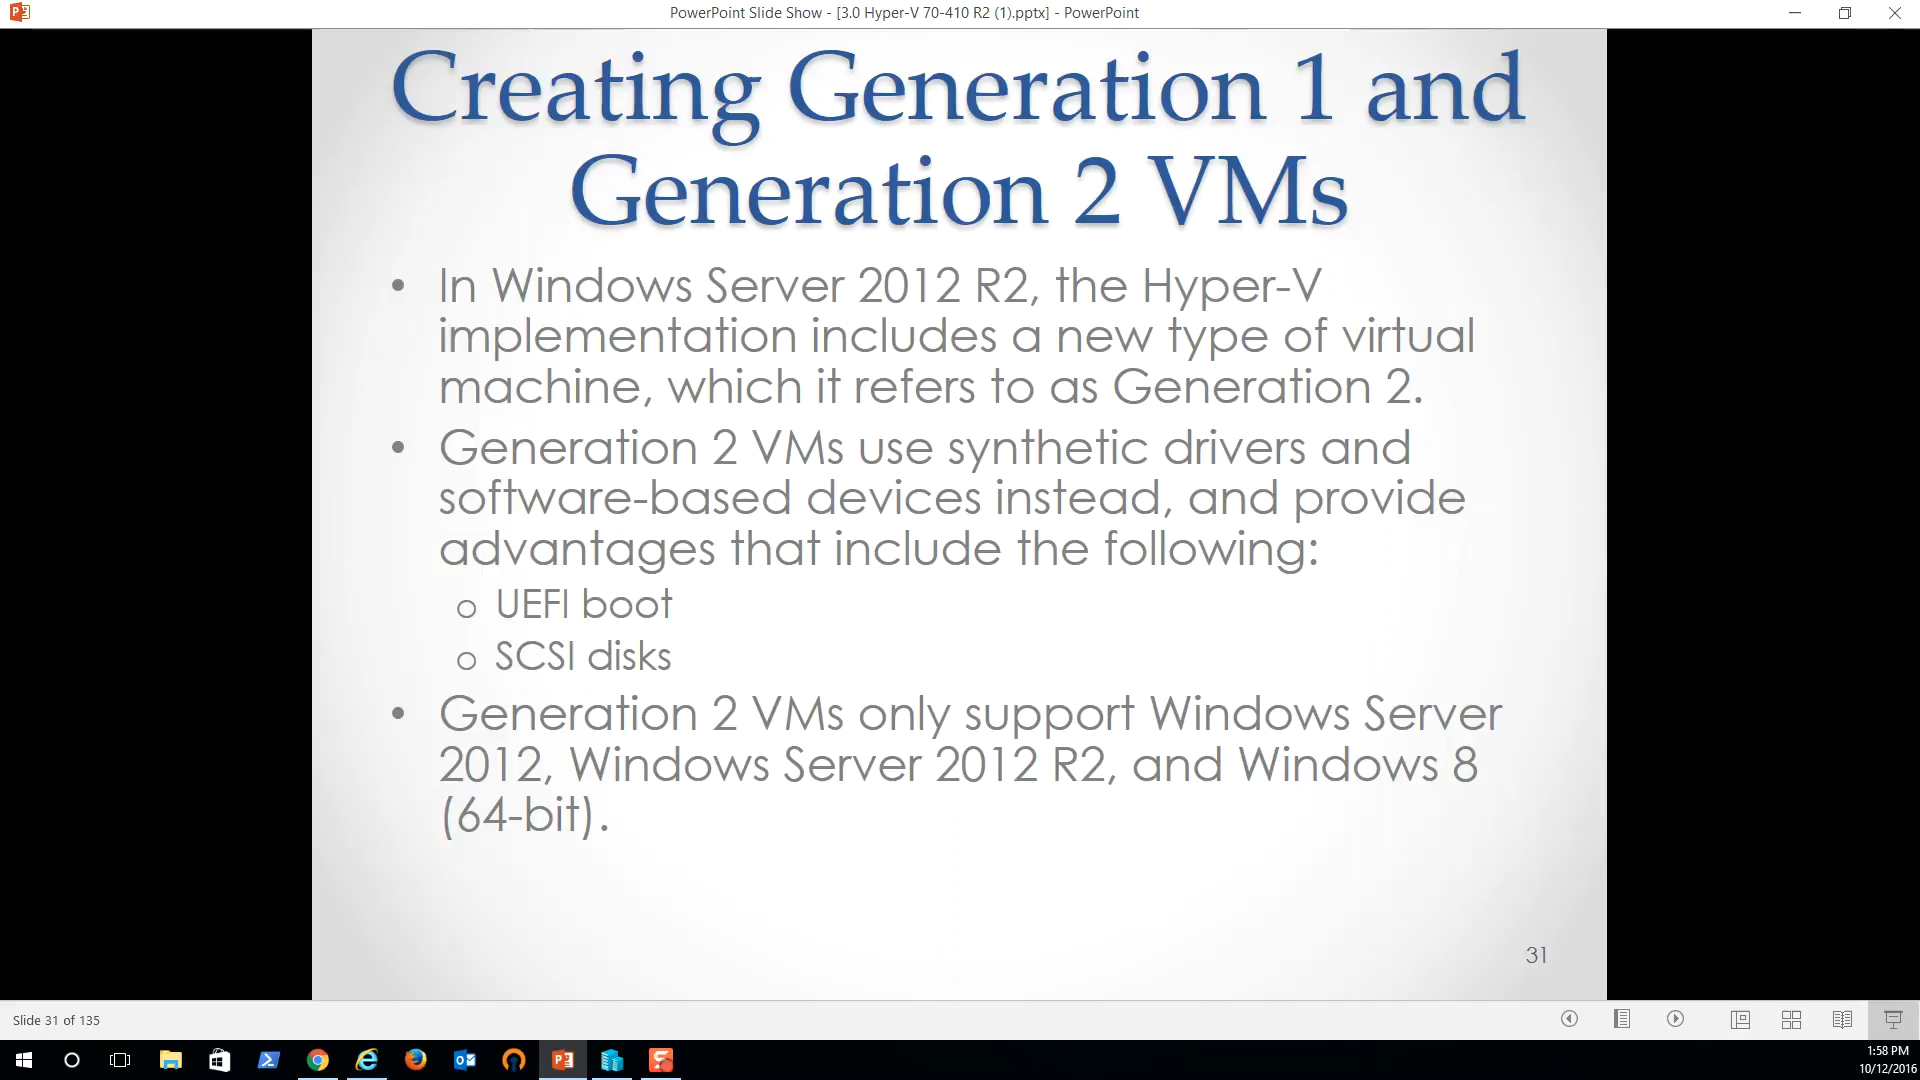 PowerPoint Slide Show - [3.0 Hyper-V 70-410 R2 (1).pptx] - PowerPoint
Creating Generation 1 and
Generation 2 VMs
• In Windows Server 2012 R2, the Hyper-V
implementation includes a new type of virtual
machine, which it refers to as Generation 2.
• Generation 2 VMs use synthetic drivers and
software-based devices instead, and provide
advantages that include the following:
o UEFI boot
o SCSI disks
• Generation 2 VMs only support Windows Server
2012, Windows Server 2012 R2, and Windows 8
(64-bit).
31
Slide 31 of 135
1:58 PM
10/12/2016